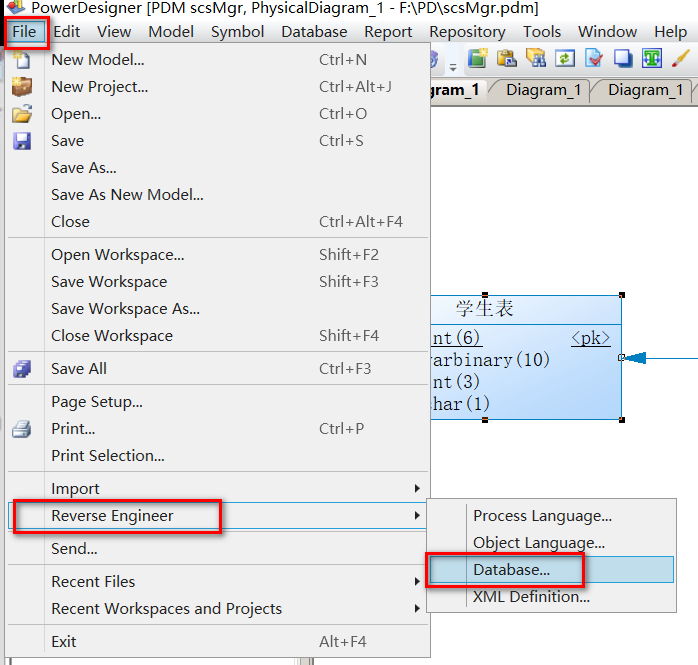 PowerDesigner [PDM scsMgr, PhysicalDiagram_1 - F:\PD\scsMgr.pdm]
File Edit View Model Symbol Database Report Repository Tools Window Help
gram_1 Diagram_1 Diagram_1
New Model... Ctrl+N
New Project... Ctrl+Alt+J
Open... Ctrl+O
Save Ctrl+S
Save As...
Save As New Model...
Close Ctrl+Alt+F4
Open Workspace... Shift+F2
Save Workspace Shift+F3
Save Workspace As...
Close Workspace Shift+F4
Save All Ctrl+F3
Page Setup...
Print... Ctrl+P
Print Selection...
Import
Reverse Engineer
Send...
Recent Files
Recent Workspaces and Projects
Exit Alt+F4
学生表
nt(6) <pk>
varbinary(10)
nt(3)
char(1)
Process Language...
Object Language...
Database...
XML Definition...